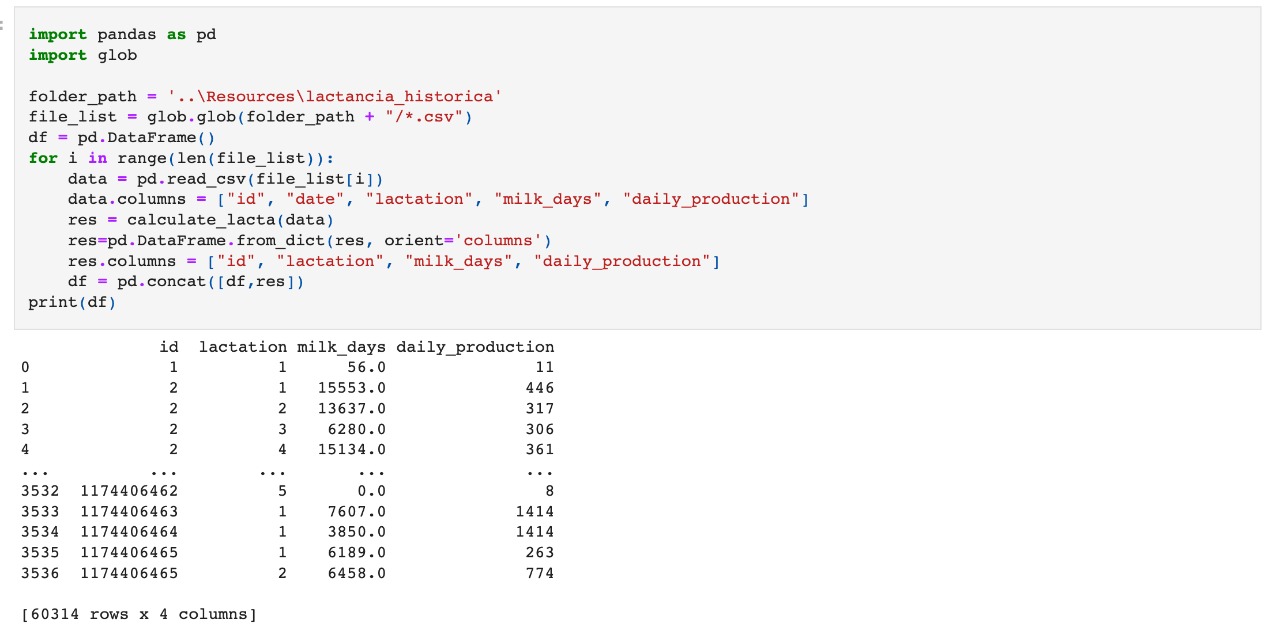 import pandas as pd
import glob
folder_path = '..\Resources\lactancia_historica'
file_list = glob.glob(folder_path + "/*.csv")
df = pd.DataFrame()
for i in range(len(file_list)):
    data = pd.read_csv(file_list[i])
    data.columns = ["id", "date", "lactation", "milk_days", "daily_production"]
    res = calculate_lacta(data)
    res=pd.DataFrame.from_dict(res, orient='columns')
    res.columns = ["id", "lactation", "milk_days", "daily_production"]
    df = pd.concat([df,res])
print(df)
id lactation milk_days daily_production
0 1 1 56.0 11
1 2 1 15553.0 446
2 2 2 13637.0 317
3 2 3 6280.0 306
4 2 4 15134.0 361
... ... ... ... ...
3532 1174406462 5 0.0 8
3533 1174406463 1 7607.0 1414
3534 1174406464 1 3850.0 1414
3535 1174406465 1 6189.0 263
3536 1174406465 2 6458.0 774
[60314 rows x 4 columns]